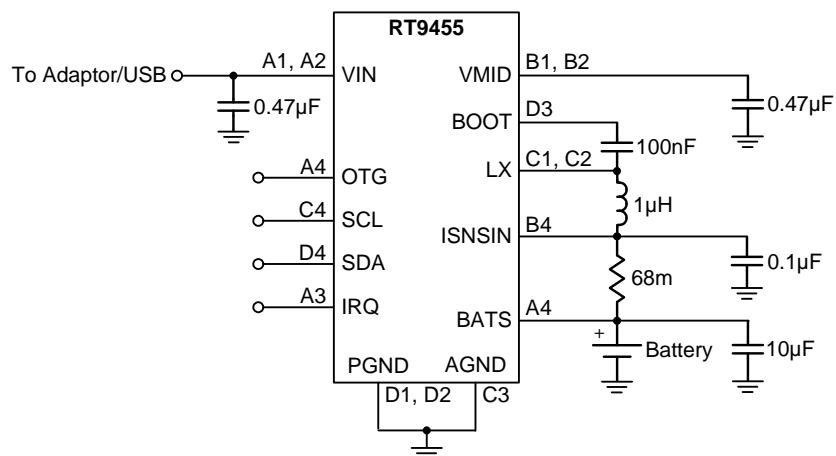 RT9455
To Adaptor/USB
A1, A2
VIN
0.47μF
VMID
B1, B2
0.47μF
BOOT
D3
100nF
LX
C1, C2
1μH
A4
OTG
C4
SCL
D4
SDA
A3
IRQ
ISNSIN
B4
0.1μF
68m
BATS
A4
+
Battery
10μF
PGND
AGND
D1, D2
C3